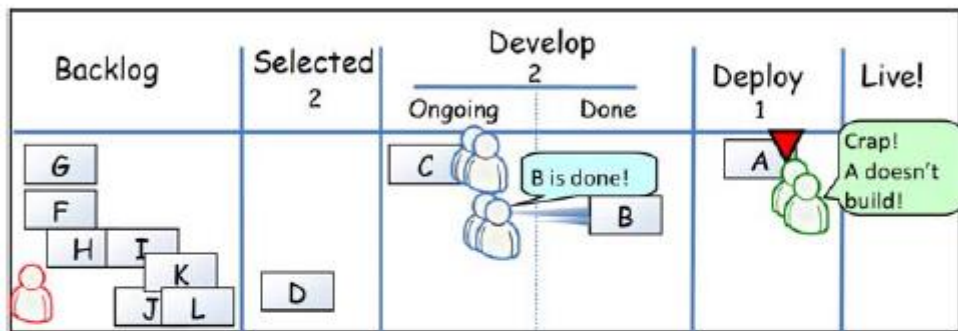 Backlog
Selected
2
Develop
2
Ongoing
Done
Deploy
1
Live!
G
F
H
I
K
J
L
D
C
B is done!
B
A
Crap!
A doesn't
build!